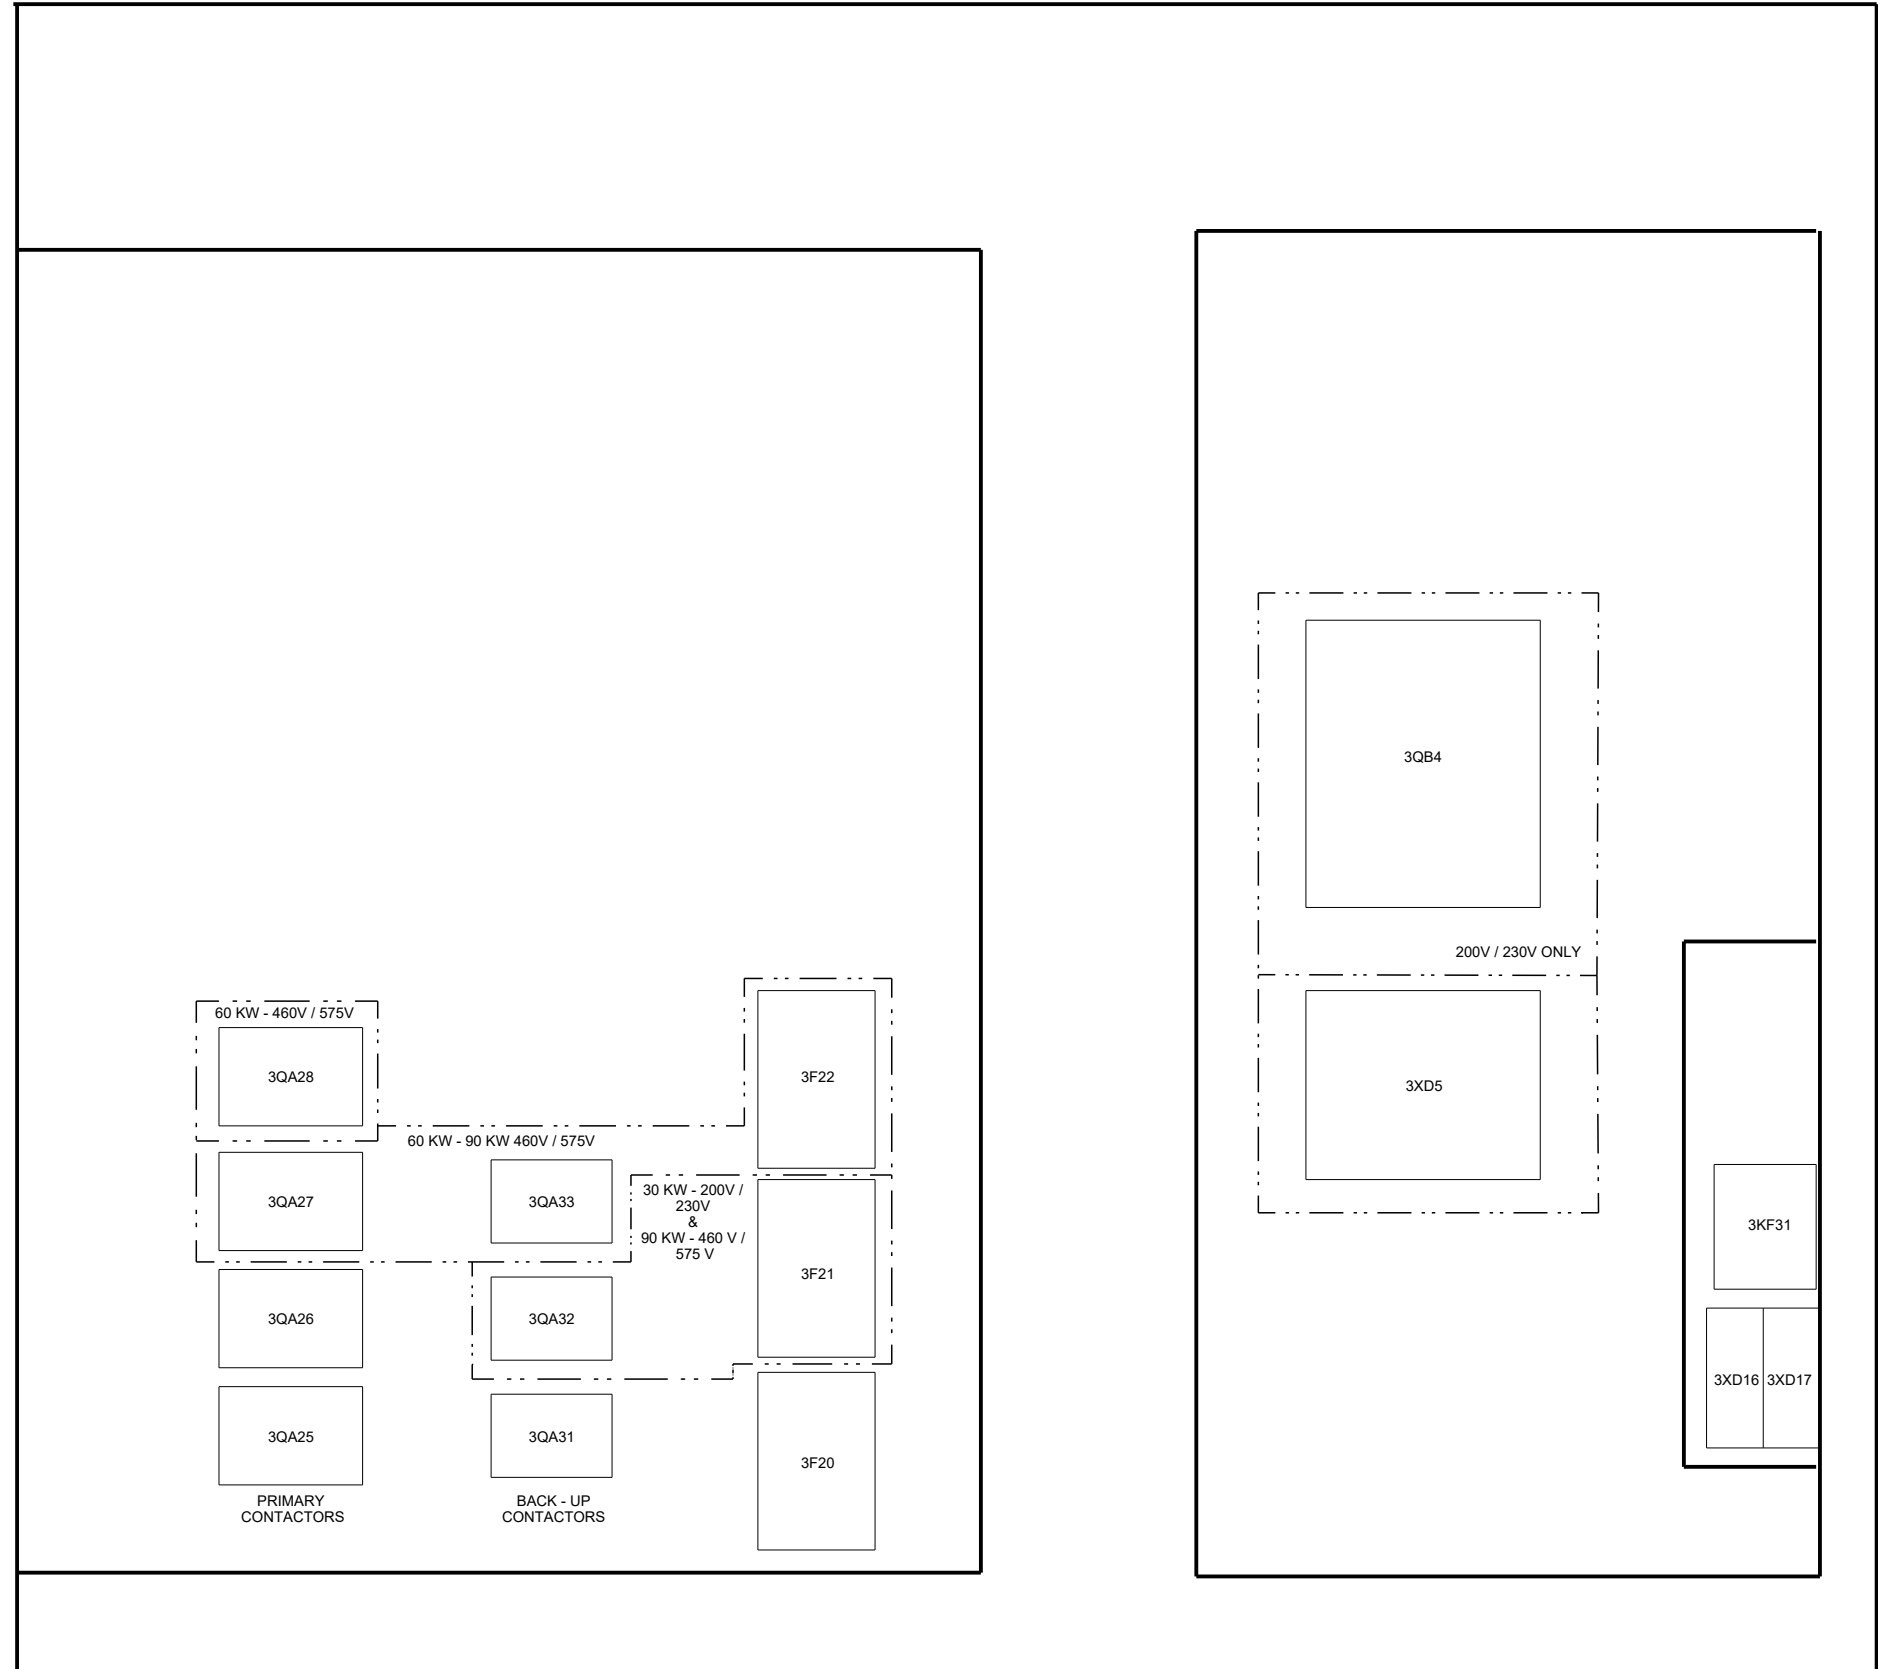 3QB4
200V / 230V ONLY
3XD5
60 KW - 460V / 575V
3QA28
3F22
60 KW - 90 KW 460V / 575V
3QA27
3QA33
30 KW - 200V /
230V
&
90 KW - 460 V /
575 V
3F21
3QA26
3QA32
3QA25
3QA31
3F20
PRIMARY
CONTACTORS
BACK - UP
CONTACTORS
3KF31
3XD16 3XD17